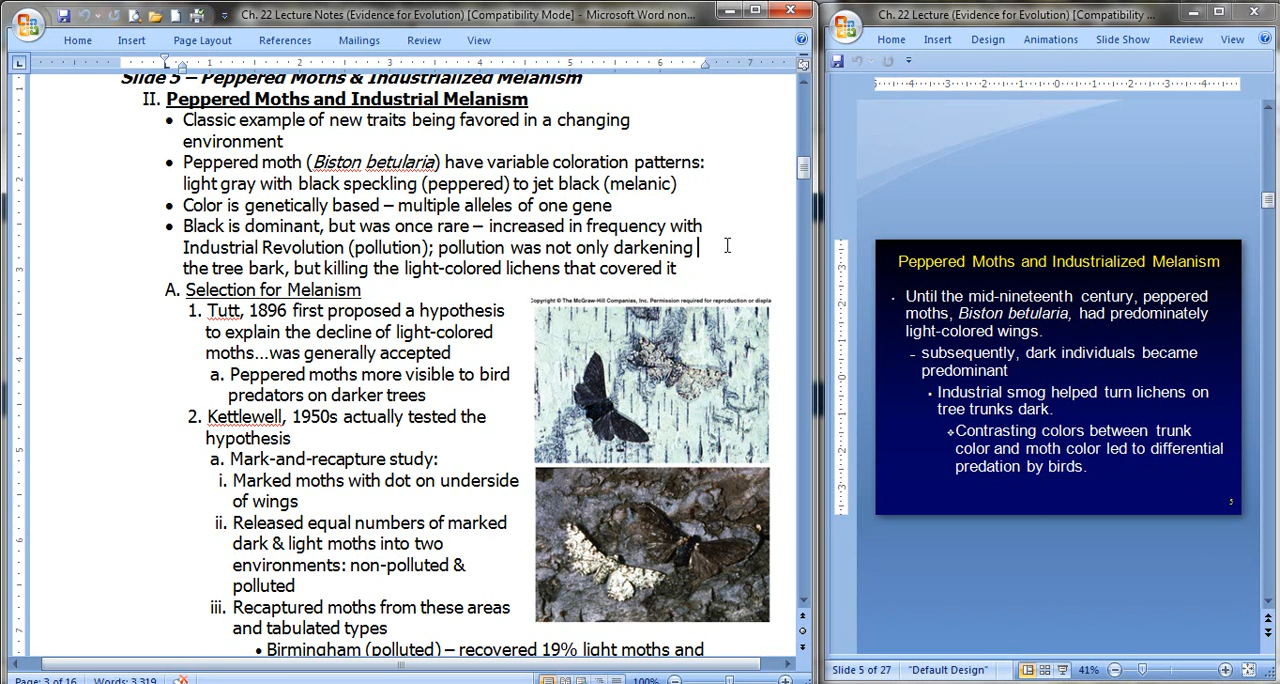 Ch. 22 Lecture Notes (Evidence for Evolution) [Compatibility Mode] - Microsoft Word non...
Home Insert Page Layout References Mailings Review View
Slide 5 – Peppered Moths & Industrialized Melanism
II. Peppered Moths and Industrial Melanism
• Classic example of new traits being favored in a changing
environment
• Peppered moth (Biston betularia) have variable coloration patterns:
light gray with black speckling (peppered) to jet black (melanic)
• Color is genetically based – multiple alleles of one gene
• Black is dominant, but was once rare – increased in frequency with
Industrial Revolution (pollution); pollution was not only darkening
the tree bark, but killing the light-colored lichens that covered it
A. Selection for Melanism
1. Tutt, 1896 first proposed a hypothesis
to explain the decline of light-colored
moths...was generally accepted
a. Peppered moths more visible to bird
predators on darker trees
2. Kettlewell, 1950s actually tested the
hypothesis
a. Mark-and-recapture study:
i. Marked moths with dot on underside
of wings
ii. Released equal numbers of marked
dark & light moths into two
environments: non-polluted &
polluted
iii. Recaptured moths from these areas
and tabulated types
• Birmingham (polluted) – recovered 19% light moths and
Copyright © The McGraw-Hill Companies, Inc. Permission required for reproduction or displa
Page: 3 of 16 Words: 3,319 100%
Ch. 22 Lecture (Evidence for Evolution) [Compatibility ...
Home Insert Design Animations Slide Show Review View
Peppered Moths and Industrialized Melanism
• Until the mid-nineteenth century, peppered
moths, Biston betularia, had predominately
light-colored wings.
- subsequently, dark individuals became
predominant
• Industrial smog helped turn lichens on
tree trunks dark.
❖Contrasting colors between trunk
color and moth color led to differential
predation by birds.
5
Slide 5 of 27 "Default Design" 41%